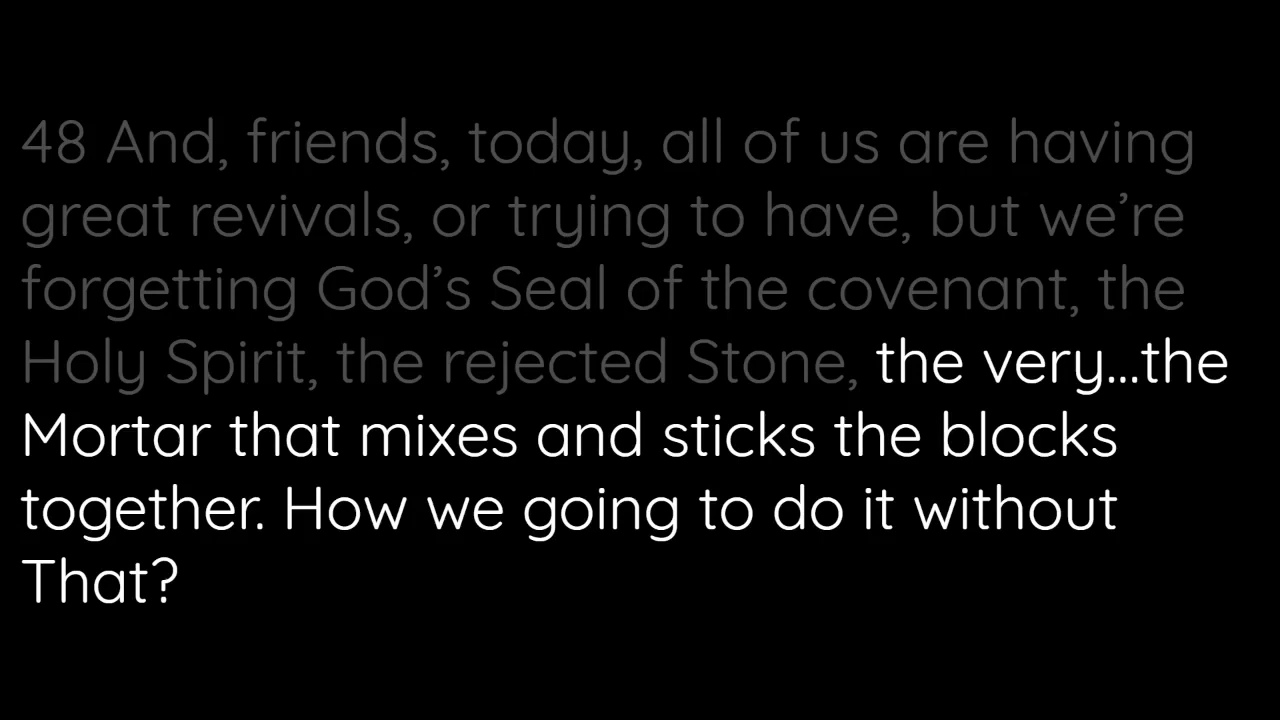 48 And, friends, today, all of us are having
great revivals, or trying to have, but we’re
forgetting God’s Seal of the covenant, the
Holy Spirit, the rejected Stone, the very...the
Mortar that mixes and sticks the blocks
together. How we going to do it without
That?